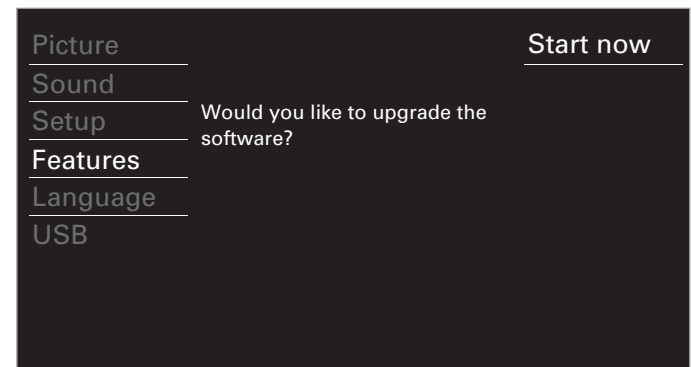 Picture
Sound
Setup
Features
Language
USB
Would you like to upgrade the
software?
Start now